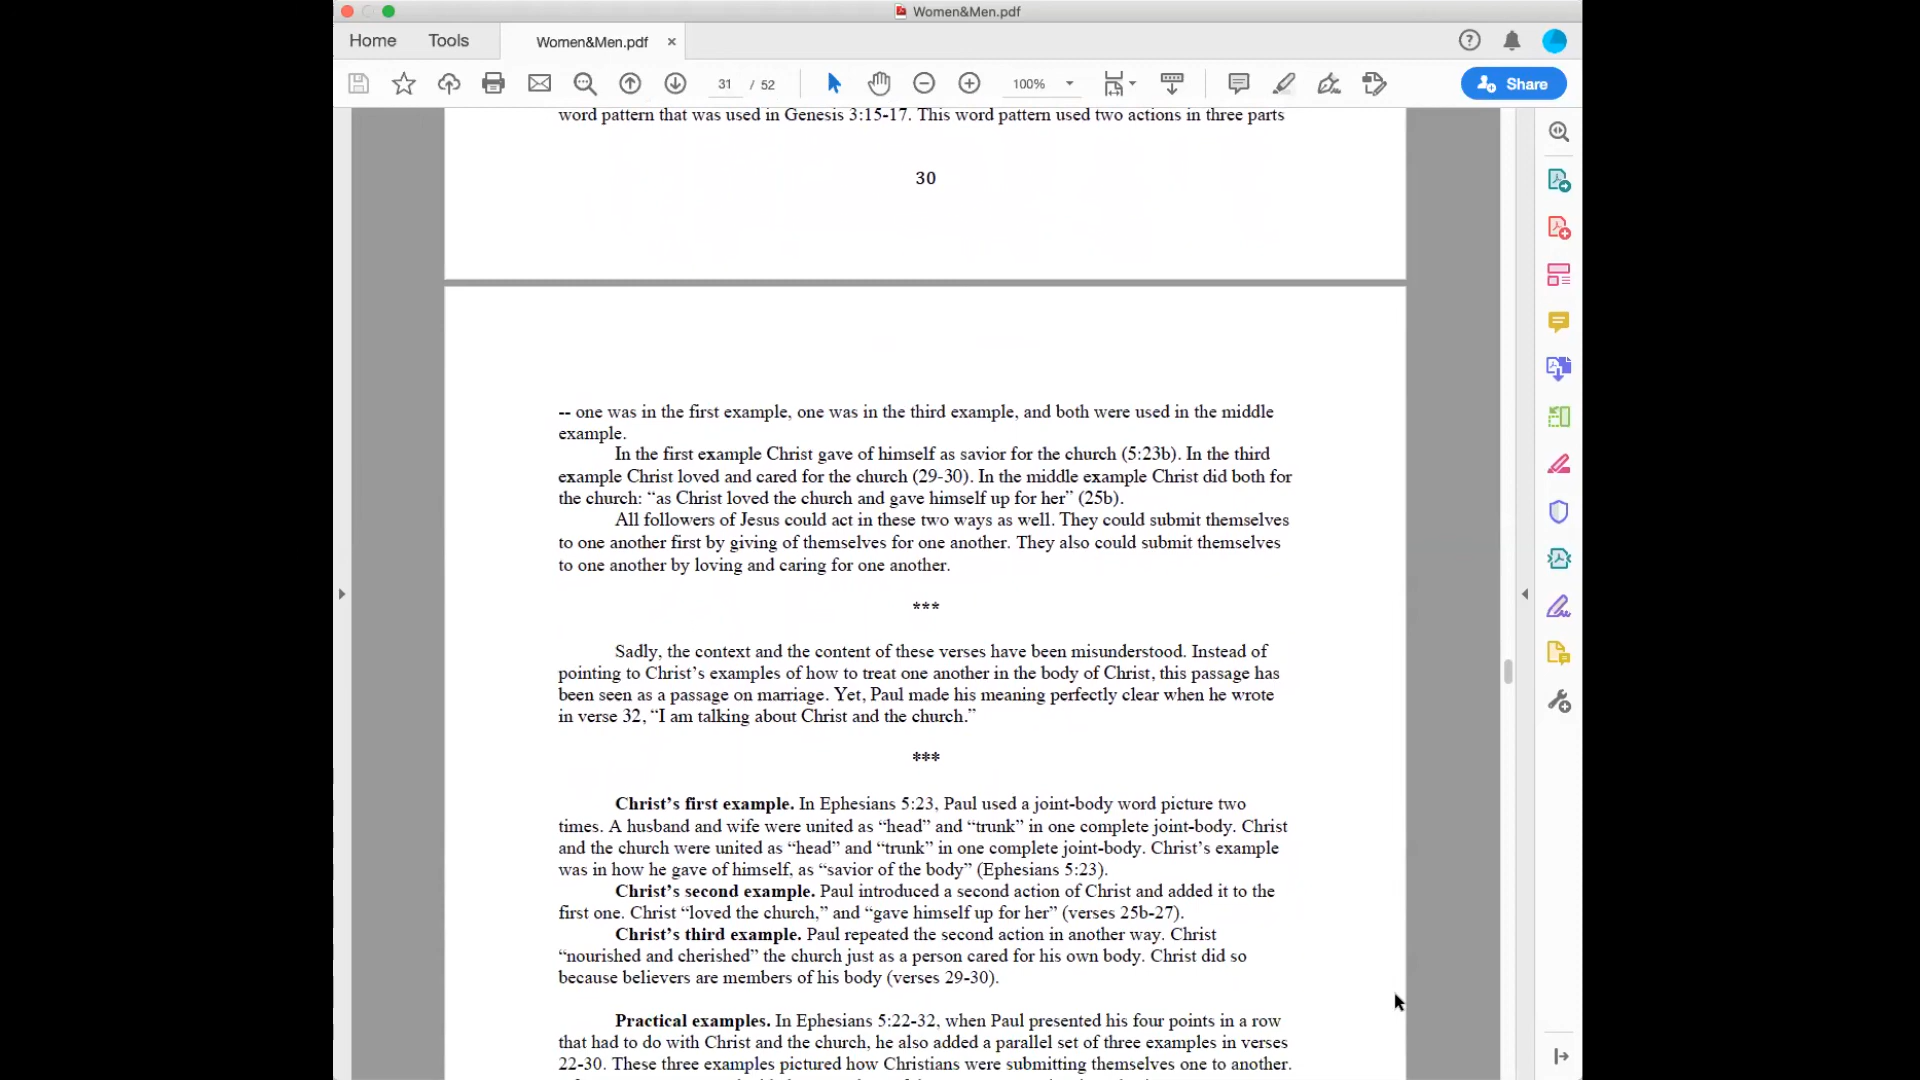 Women&Men.pdf
Home Tools Women&Men.pdf ×
31 / 52 100% Share
word pattern that was used in Genesis 3:15-17. This word pattern used two actions in three parts
30
-- one was in the first example, one was in the third example, and both were used in the middle
example.
In the first example Christ gave of himself as savior for the church (5:23b). In the third
example Christ loved and cared for the church (29-30). In the middle example Christ did both for
the church: “as Christ loved the church and gave himself up for her” (25b).
All followers of Jesus could act in these two ways as well. They could submit themselves
to one another first by giving of themselves for one another. They also could submit themselves
to one another by loving and caring for one another.
***
Sadly, the context and the content of these verses have been misunderstood. Instead of
pointing to Christ’s examples of how to treat one another in the body of Christ, this passage has
been seen as a passage on marriage. Yet, Paul made his meaning perfectly clear when he wrote
in verse 32, “I am talking about Christ and the church.”
***
Christ’s first example. In Ephesians 5:23, Paul used a joint-body word picture two
times. A husband and wife were united as “head” and “trunk” in one complete joint-body. Christ
and the church were united as “head” and “trunk” in one complete joint-body. Christ’s example
was in how he gave of himself, as “savior of the body” (Ephesians 5:23).
Christ’s second example. Paul introduced a second action of Christ and added it to the
first one. Christ “loved the church,” and “gave himself up for her” (verses 25b-27).
Christ’s third example. Paul repeated the second action in another way. Christ
“nourished and cherished” the church just as a person cared for his own body. Christ did so
because believers are members of his body (verses 29-30).
Practical examples. In Ephesians 5:22-32, when Paul presented his four points in a row
that had to do with Christ and the church, he also added a parallel set of three examples in verses
22-30. These three examples pictured how Christians were submitting themselves one to another.